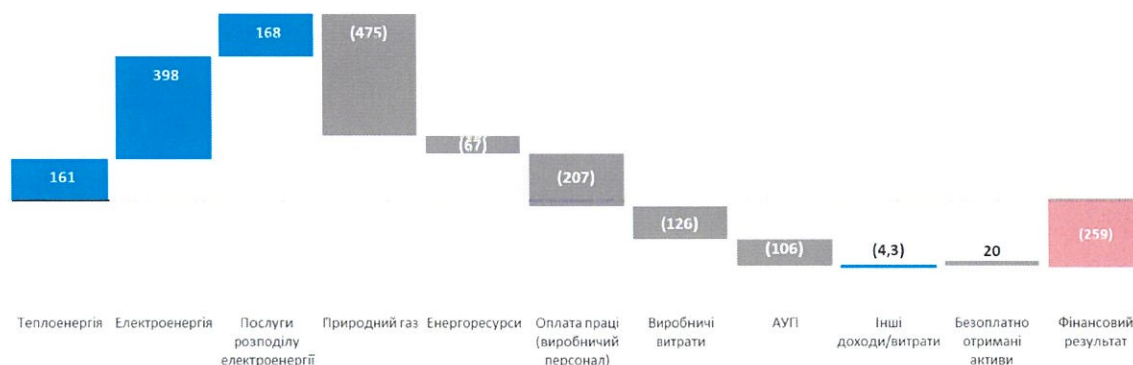 168
(475)
398
(67)
161
(207)
(126)
(106)
(4,3)
20
(259)
Теплоенергія
Електроенергія
Послуги
розподілу
електроенергії
Природний газ
Енергоресурси
Оплата праці
(виробничий
персонал)
Виробничі
витрати
АУП
Інші
доходи/витрати
Безоплатно
отримані
активи
Фінансовий
результат